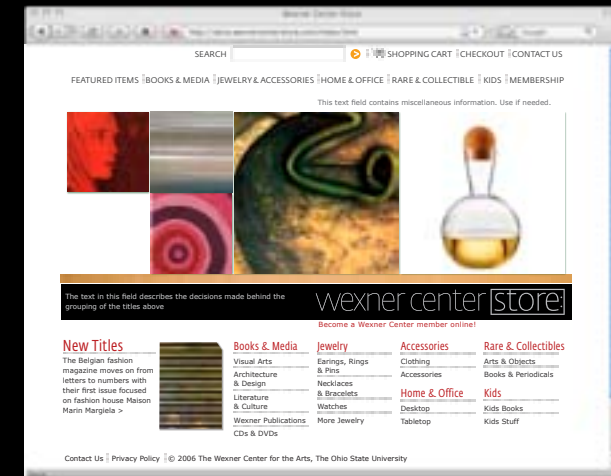 Wexner Center Store
SEARCH SHOPPING CART CHECKOUT CONTACT US
FEATURED ITEMS BOOKS & MEDIA JEWELRY & ACCESSORIES HOME & OFFICE RARE & COLLECTIBLE KIDS MEMBERSHIP
This text field contains miscellaneous information. Use if needed.
The text in this field describes the decisions made behind the
grouping of the titles above
wexner center store:
Become a Wexner Center member online!
New Titles
The Belgian fashion
magazine moves on from
letters to numbers with
their first issue focused
on fashion house Maison
Marin Margiela >
Books & Media
Visual Arts
Architecture
& Design
Literature
& Culture
Wexner Publications
CDs & DVDs
Jewelry
Earings, Rings
& Pins
Necklaces
& Bracelets
Watches
More Jewelry
Accessories
Clothing
Accessories
Home & Office
Desktop
Tabletop
Rare & Collectibles
Arts & Objects
Books & Periodicals
Kids
Kids Books
Kids Stuff
Contact Us Privacy Policy © 2006 The Wexner Center for the Arts, The Ohio State University